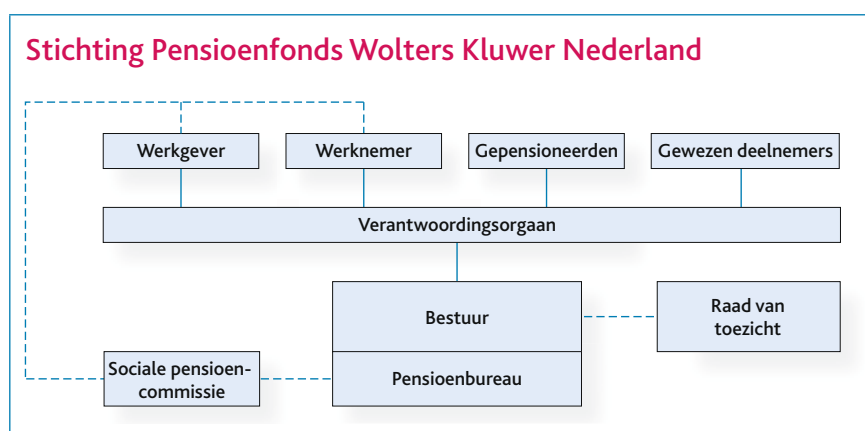 Stichting Pensioenfonds Wolters Kluwer Nederland
Werkgever
Werknemer
Gepensioneerden
Gewezen deelnemers
Verantwoordingsorgaan
Bestuur
Raad van
toezicht
Sociale pensioen-
commissie
Pensioenbureau